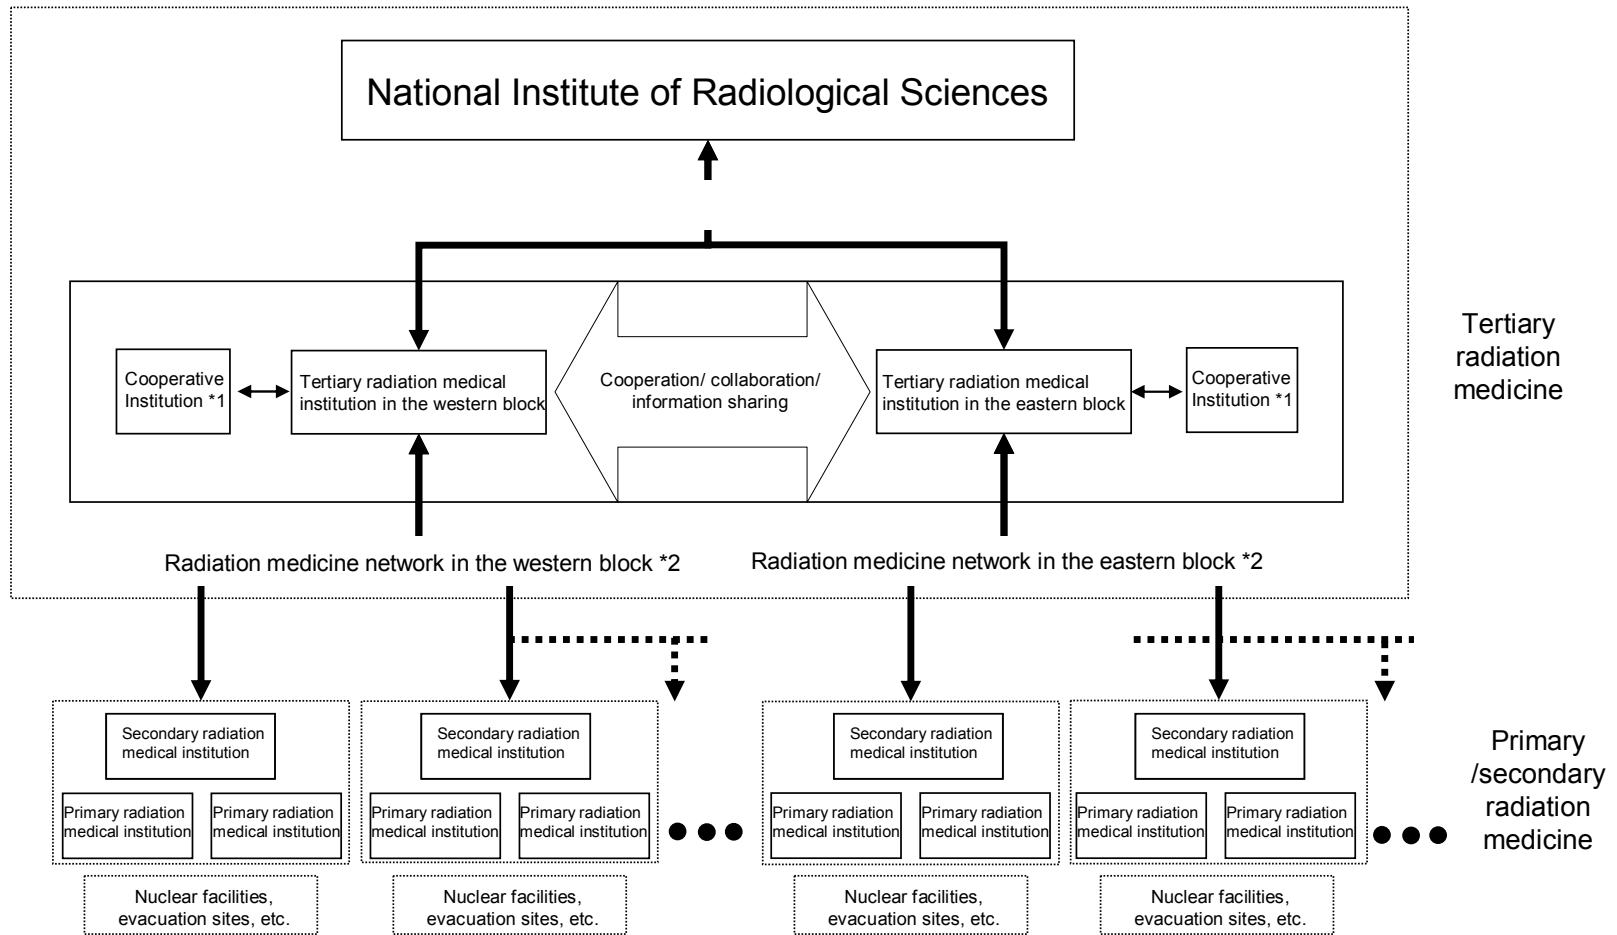 National Institute of Radiological Sciences
Tertiary
radiation
medicine
Cooperative
Institution *1
Tertiary radiation medical
institution in the western block
Cooperation/ collaboration/
information sharing
Tertiary radiation medical
institution in the eastern block
Cooperative
Institution *1
Radiation medicine network in the western block *2
Radiation medicine network in the eastern block *2
Secondary radiation
medical institution
Primary radiation
medical institution
Primary radiation
medical institution
Nuclear facilities,
evacuation sites, etc.
Secondary radiation
medical institution
Primary radiation
medical institution
Primary radiation
medical institution
Nuclear facilities,
evacuation sites, etc.
Secondary radiation
medical institution
Primary radiation
medical institution
Primary radiation
medical institution
Nuclear facilities,
evacuation sites, etc.
Secondary radiation
medical institution
Primary radiation
medical institution
Primary radiation
medical institution
Nuclear facilities,
evacuation sites, etc.
Primary
/secondary
radiation
medicine